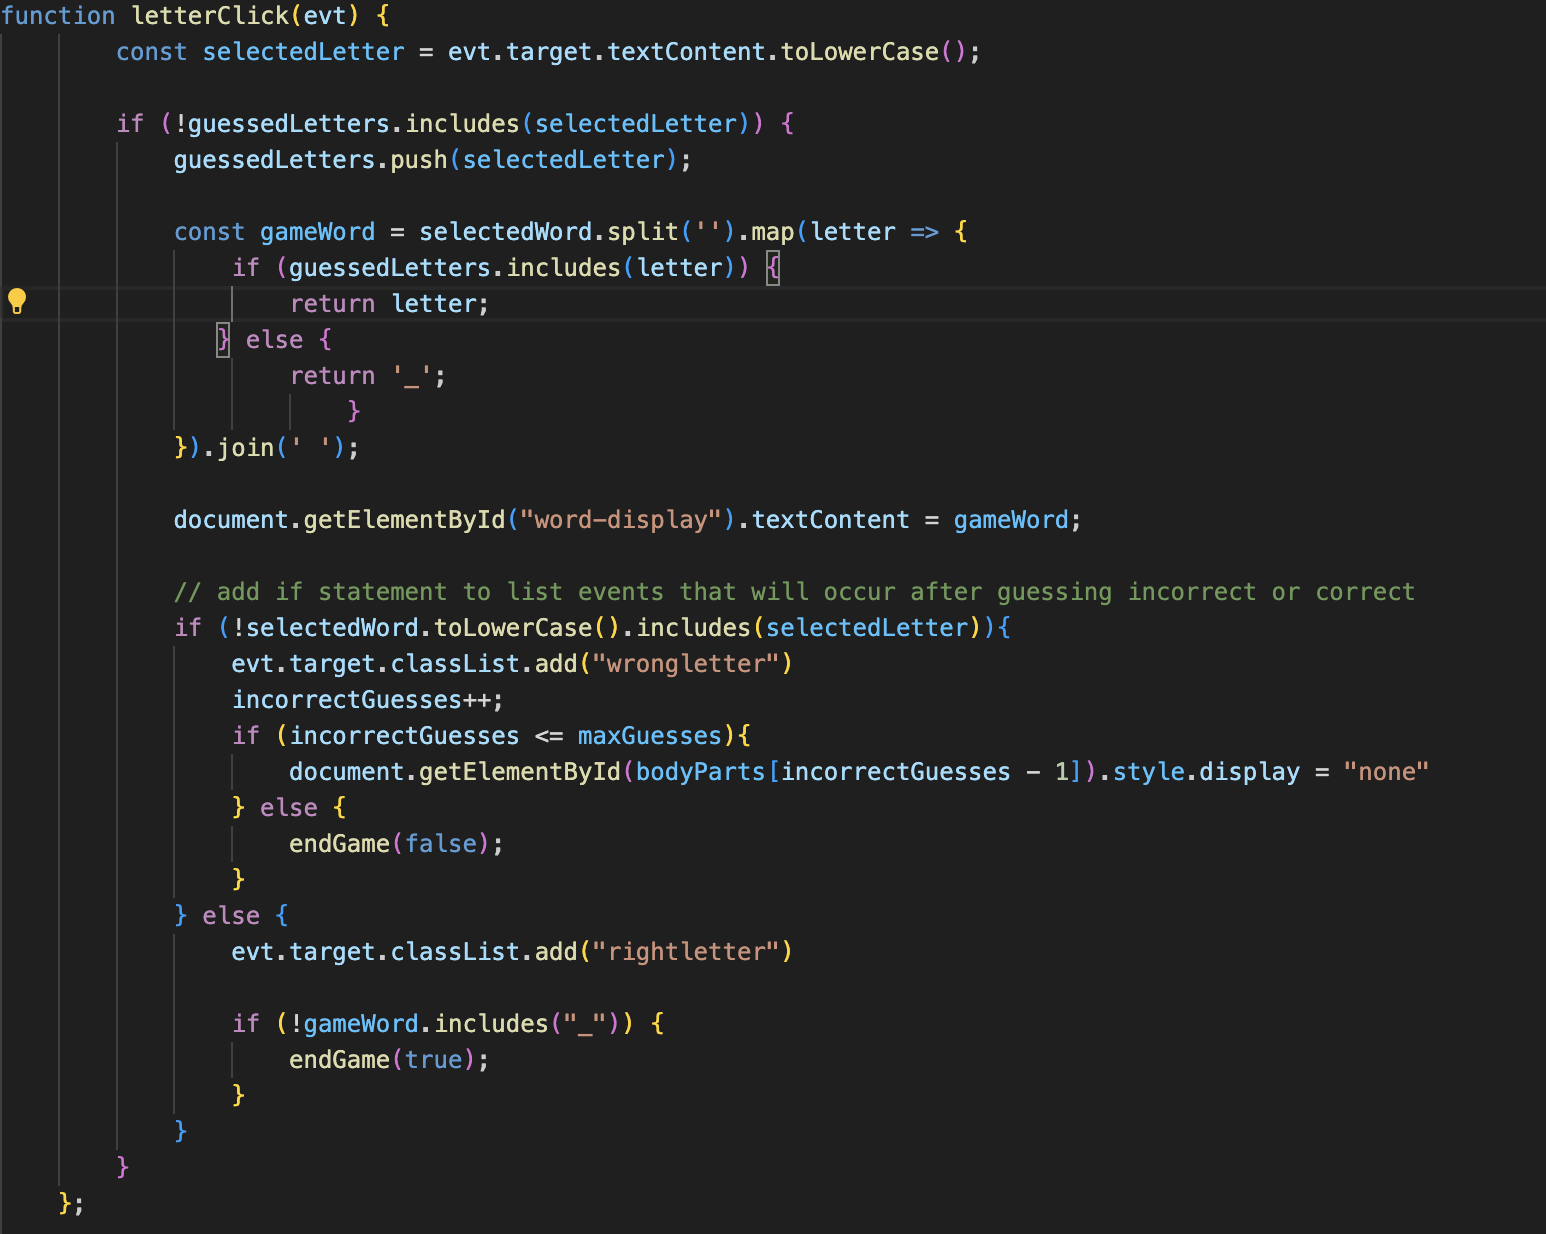 function letterClick(evt) {
const selectedLetter = evt.target.textContent.toLowerCase();
if (!guessedLetters.includes(selectedLetter)) {
guessedLetters.push(selectedLetter);
const gameWord = selectedWord.split('').map(letter => {
if (guessedLetters.includes(letter)) {
return letter;
} else {
return '_';
}
}).join(' ');
document.getElementById("word-display").textContent = gameWord;
// add if statement to list events that will occur after guessing incorrect or correct
if (!selectedWord.toLowerCase().includes(selectedLetter)){
evt.target.classList.add("wrongletter")
incorrectGuesses++;
if (incorrectGuesses <= maxGuesses){
document.getElementById(bodyParts[incorrectGuesses - 1]).style.display = "none"
} else {
endGame(false);
}
} else {
evt.target.classList.add("rightletter")
if (!gameWord.includes("_")) {
endGame(true);
}
}
}
};